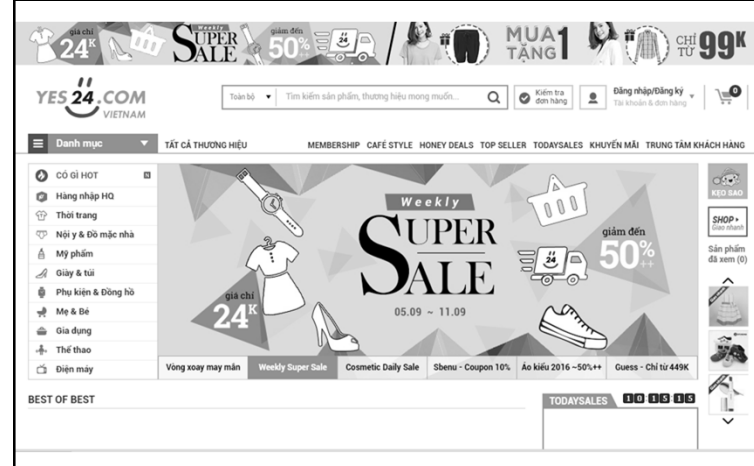 giá chỉ
24K
Weekly
SUPER
SALE
giảm đến
50%++
24
MUA 1
TẶNG 1
CHỈ
TỪ 99K
YES24.COM
VIETNAM
Toàn bộ
Tìm kiếm sản phẩm, thương hiệu mong muốn...
Kiểm tra
đơn hàng
Đăng nhập/Đăng ký
Tài khoản & đơn hàng
0
Danh mục
TẤT CẢ THƯƠNG HIỆU
MEMBERSHIP CAFÉ STYLE HONEY DEALS TOP SELLER TODAYSALES KHUYẾN MÃI TRUNG TÂM KHÁCH HÀNG
CÓ GÌ HOT N
Hàng nhập HQ
Thời trang
Nội y & Đồ mặc nhà
Mỹ phẩm
Giày & túi
Phụ kiện & Đồng hồ
Mẹ & Bé
Gia dụng
Thể thao
Điện máy
Weekly
SUPER
SALE
05.09 ~ 11.09
giá chỉ
24K
giảm đến
50%++
24
KẸO SAO
SHOP
Giao nhanh
Sản phẩm
đã xem (0)
Vòng xoay may mắn
Weekly Super Sale
Cosmetic Daily Sale
Sbenu - Coupon 10%
Áo kiểu 2016 ~50%++
Guess - Chỉ từ 449K
BEST OF BEST
TODAYSALES
10:15:15